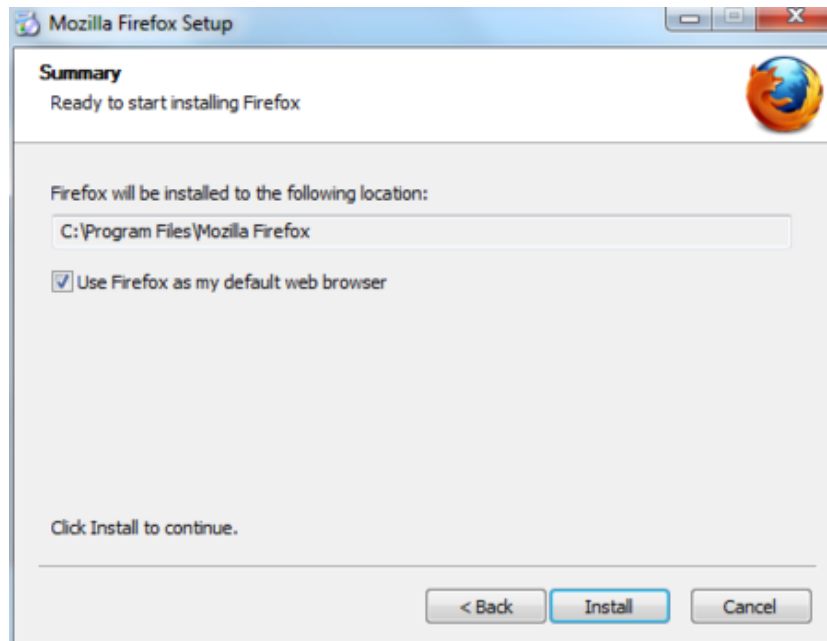 Mozilla Firefox Setup
Summary
Ready to start installing Firefox
Firefox will be installed to the following location:
C:\Program Files\Mozilla Firefox
Use Firefox as my default web browser
Click Install to continue.
< Back
Install
Cancel